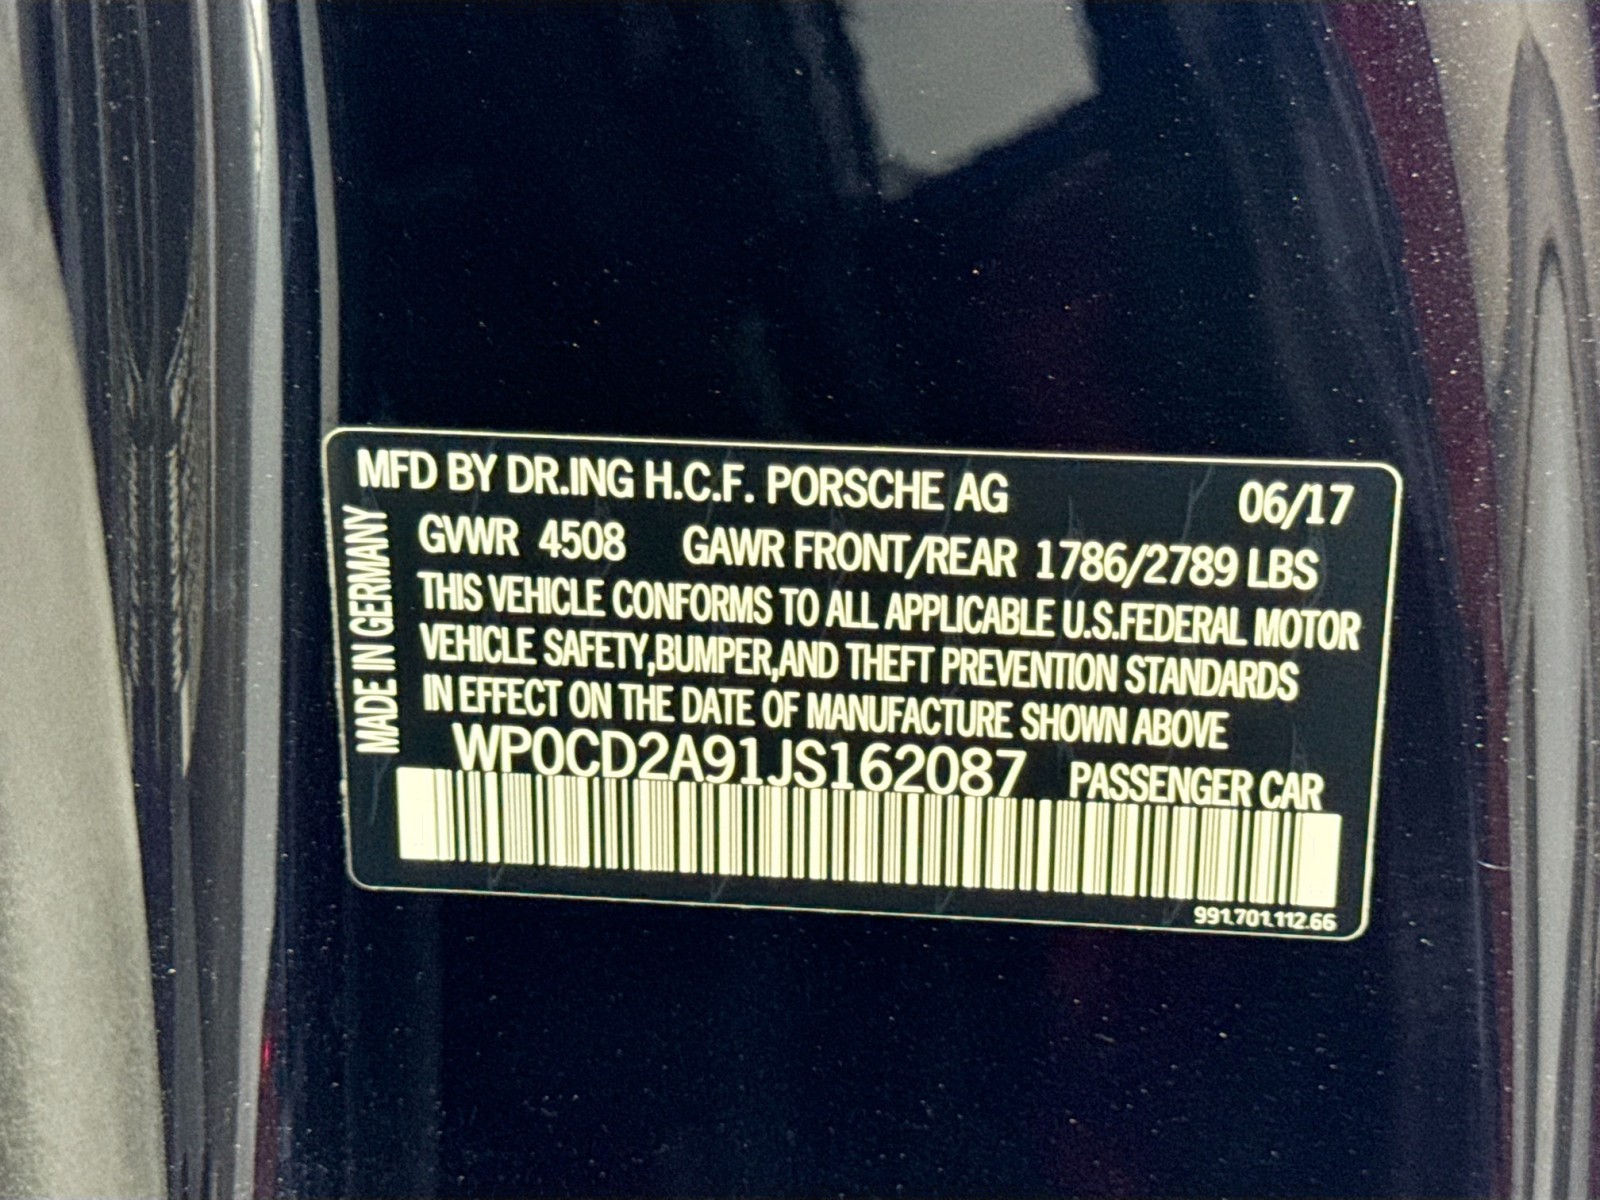 MFD BY DR.ING H.C.F. PORSCHE AG 06/17
GVWR 4508 GAWR FRONT/REAR 1786/2789 LBS
THIS VEHICLE CONFORMS TO ALL APPLICABLE U.S.FEDERAL MOTOR
VEHICLE SAFETY,BUMPER,AND THEFT PREVENTION STANDARDS
IN EFFECT ON THE DATE OF MANUFACTURE SHOWN ABOVE
WP0CD2A91JS162087 PASSENGER CAR
991.701.112.66
MADE IN GERMANY